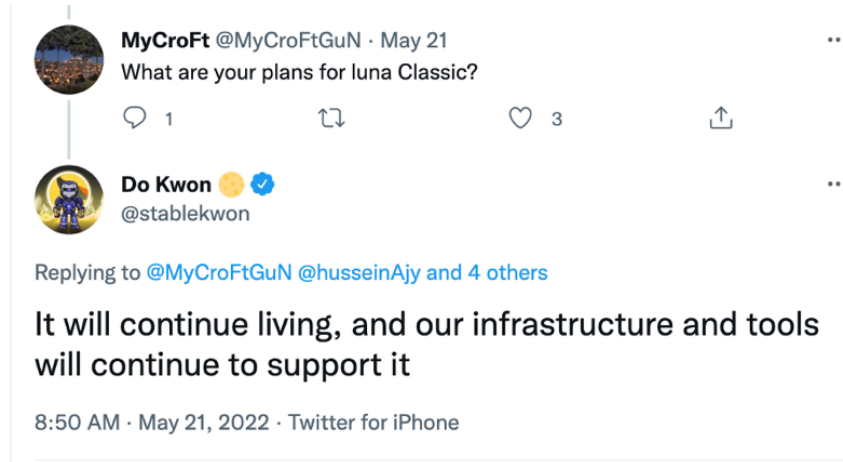 MyCroFt @MyCroFtGuN · May 21
What are your plans for luna Classic?
1 3
Do Kwon
@stablekwon
Replying to @MyCroFtGuN @husseinAjy and 4 others
It will continue living, and our infrastructure and tools
will continue to support it
8:50 AM · May 21, 2022 · Twitter for iPhone